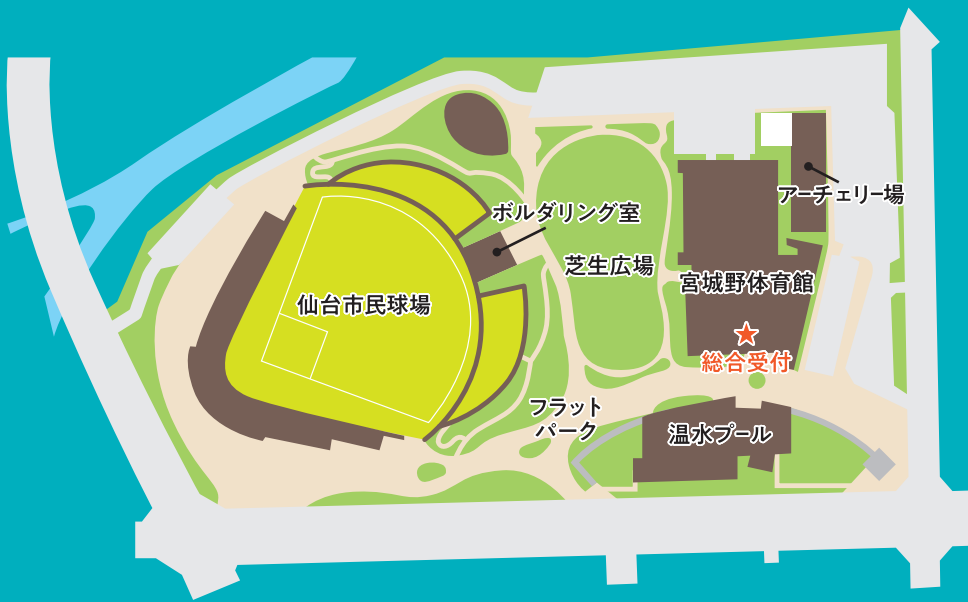 アーチェリー場
ボルダリング室
芝生広場
宮城野体育館
仙台市民球場
総合受付
フラット
パーク
温水プール